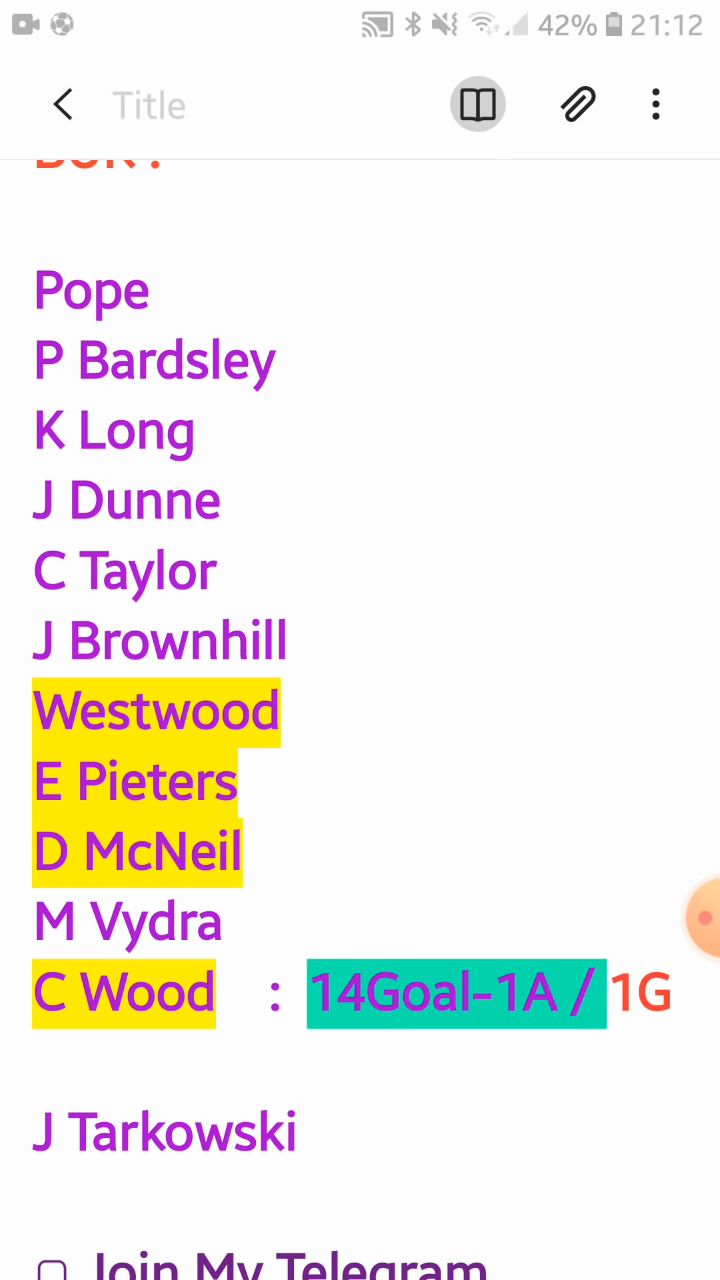 42% 21:12
Title
BUR :
Pope
P Bardsley
K Long
J Dunne
C Taylor
J Brownhill
Westwood
E Pieters
D McNeil
M Vydra
C Wood : 14Goal-1A / 1G
J Tarkowski
Join My Telegram